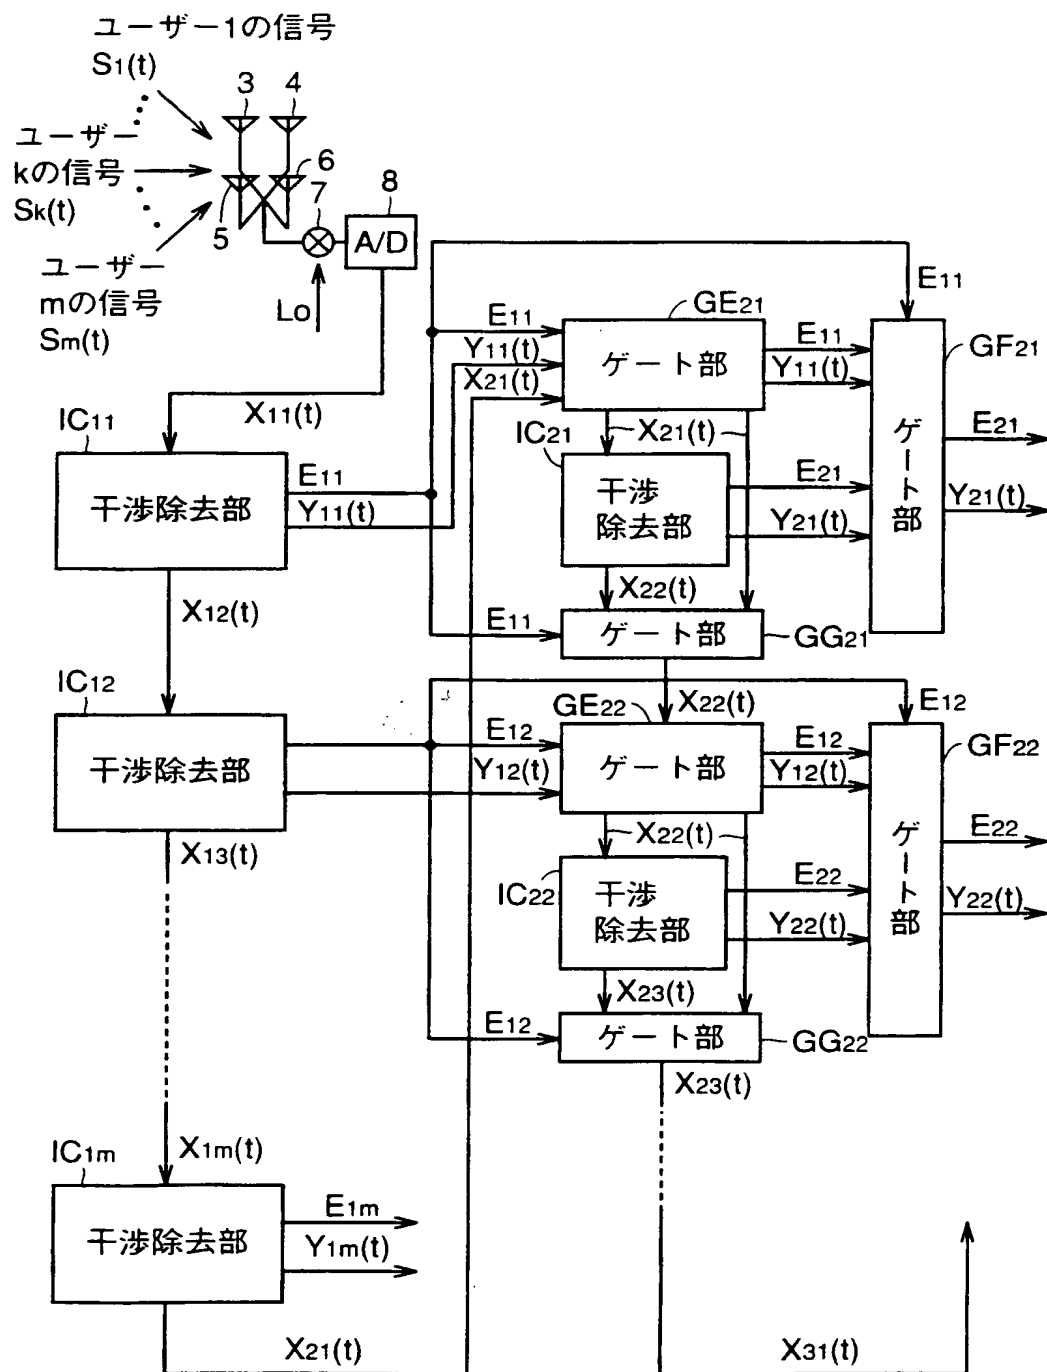 ユーザー1の信号
S1(t)
ユーザー
kの信号
Sk(t)
ユーザー
mの信号
Sm(t)
3
4
5
6
7
8
A/D
Lo
X11(t)
IC11
干渉除去部
E11
Y11(t)
X12(t)
IC12
干渉除去部
X13(t)
X1m(t)
IC1m
干渉除去部
E1m
Y1m(t)
X21(t)
E11
Y11(t)
X21(t)
GE21
ゲート部
E11
Y11(t)
E11
GF21
ゲート部
E21
Y21(t)
X21(t)
IC21
干渉
除去部
E21
Y21(t)
X22(t)
E11
ゲート部
GG21
X22(t)
GE22
E12
Y12(t)
ゲート部
E12
Y12(t)
E12
GF22
ゲート部
E22
Y22(t)
X22(t)
IC22
干渉
除去部
E22
Y22(t)
X23(t)
E12
ゲート部
GG22
X23(t)
X31(t)